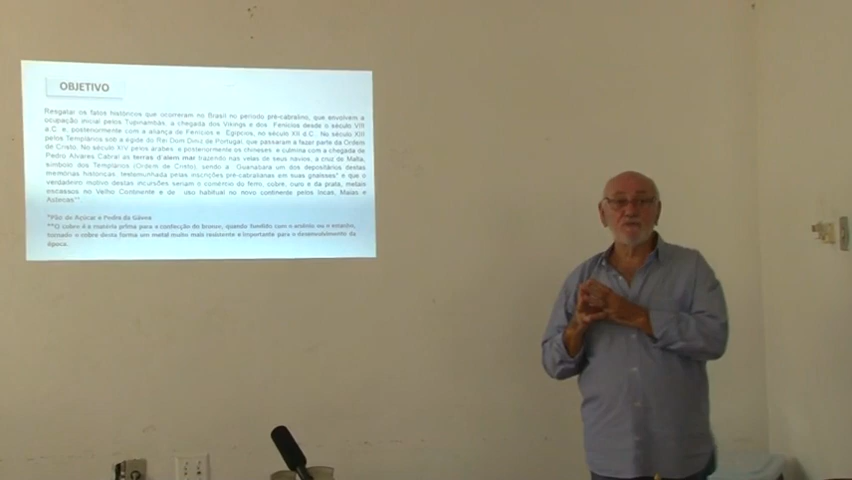 OBJETIVO
Resgatar os fatos históricos que ocorreram no Brasil no período pré-cabralino, que envolvem a
ocupação inicial pelos Tupinambás, a chegada dos Vikings e dos Fenícios desde o século VIII
a.C. e, posteriormente com a aliança de Fenícios e Egípcios, no século XII d.C. No século XIII
pelos Templários sob a égide do Rei Dom Diniz de Portugal, que passaram a fazer parte da Ordem
de Cristo. No século XIV pelos árabes, e posteriormente os chineses, e culmina com a chegada de
Pedro Álvares Cabral as terras d'além mar trazendo nas velas de seus navios, a cruz de Malta,
símbolo dos Templários (Ordem de Cristo), sendo a Guanabara um dos depositários destas
memórias históricas, testemunhada pelas inscrições pré-cabralianas em suas gnaisses* e que o
verdadeiro motivo destas incursões seriam o comércio do ferro, cobre, ouro e da prata, metais
escassos no Velho Continente e de uso habitual no novo continente pelos Incas, Maias e
Astecas**.
*Pão de Açúcar e Pedra da Gávea
**O cobre é a matéria prima para a confecção do bronze, quando fundido com o arsênio ou o estanho,
tornado o cobre desta forma um metal muito mais resistente e importante para o desenvolvimento da
época.